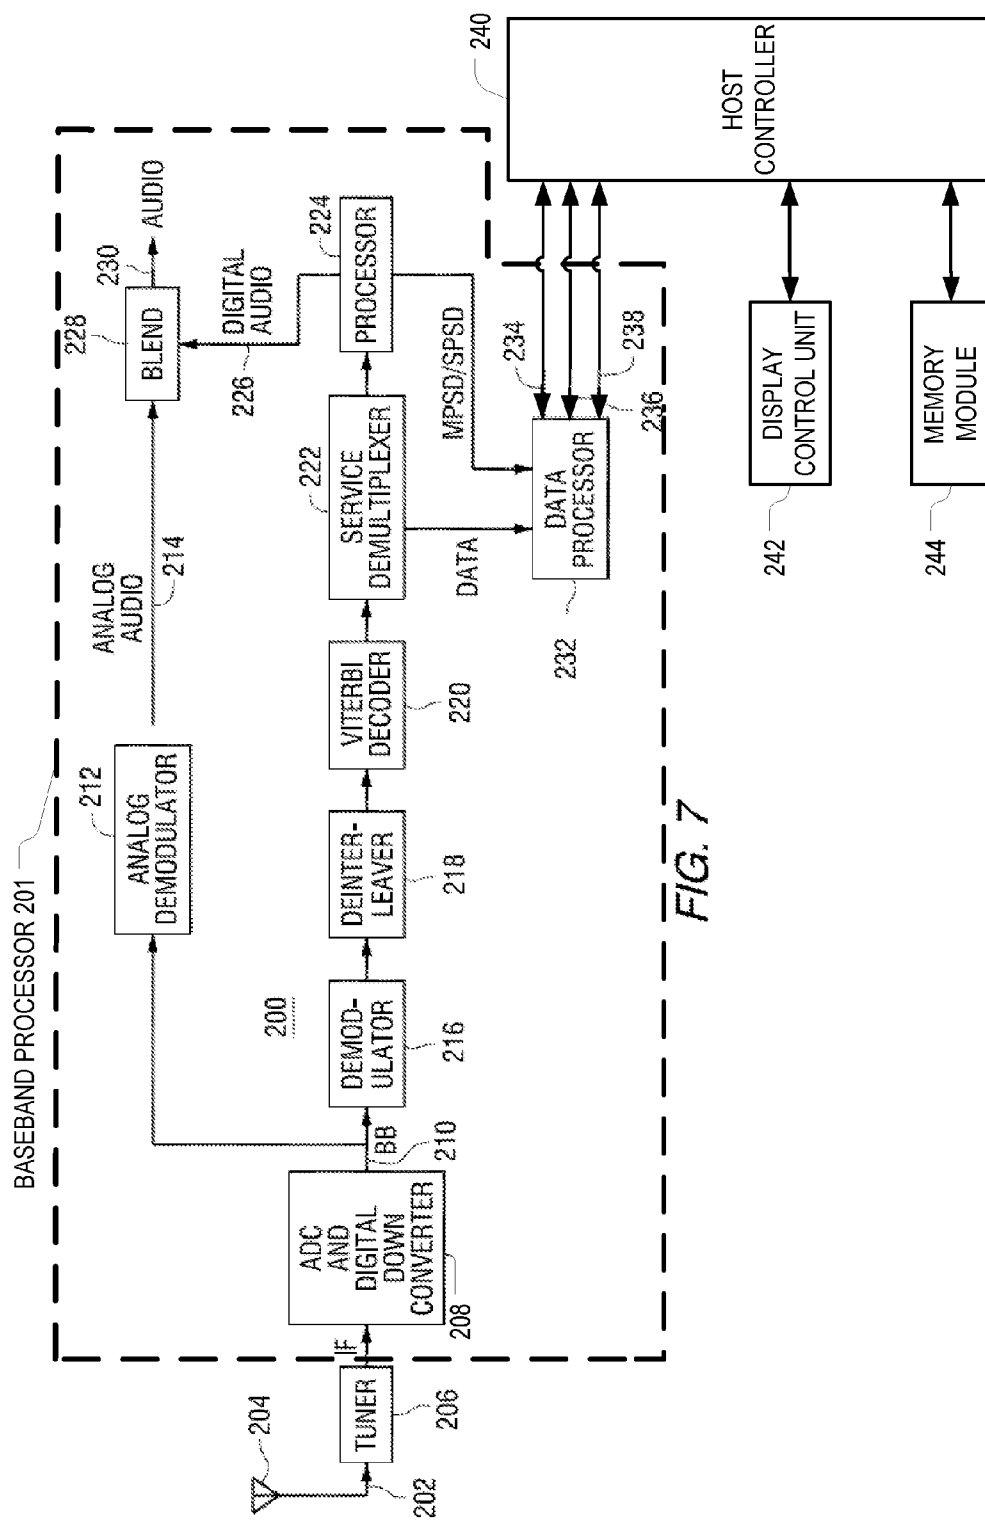 BASEBAND PROCESSOR 201
204
202
TUNER
206
IF
ADC AND
DIGITAL
DOWN
CONVERTER
208
BB
210
200
ANALOG
DEMODULATOR
212
ANALOG
AUDIO
214
BLEND
228
230
AUDIO
DEMOD-
ULATOR
216
DEINTER-
LEAVER
218
VITERBI
DECODER
220
SERVICE
DEMULTIPLEXER
222
PROCESSOR
224
DIGITAL
AUDIO
226
DATA
MPSD/SPSD
DATA
PROCESSOR
232
234
236
238
HOST
CONTROLLER
240
DISPLAY
CONTROL UNIT
242
MEMORY
MODULE
244
FIG. 7